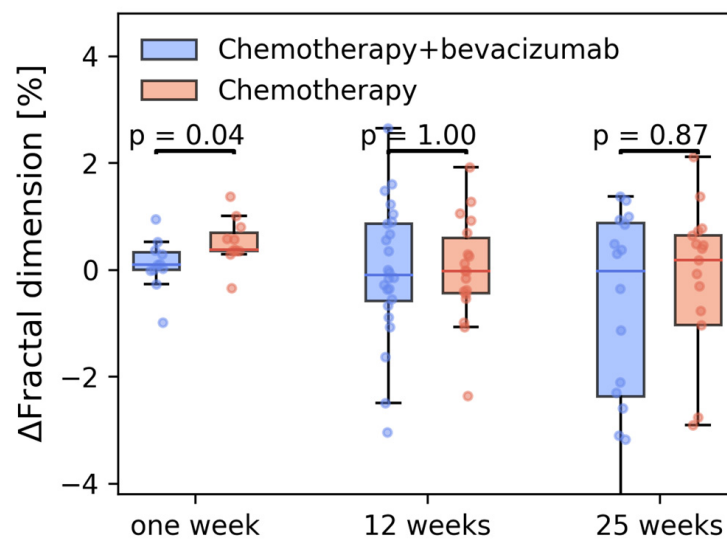 ΔFractal dimension [%]
4
2
0
−2
−4
Chemotherapy+bevacizumab
Chemotherapy
p = 0.04
p = 1.00
p = 0.87
one week
12 weeks
25 weeks